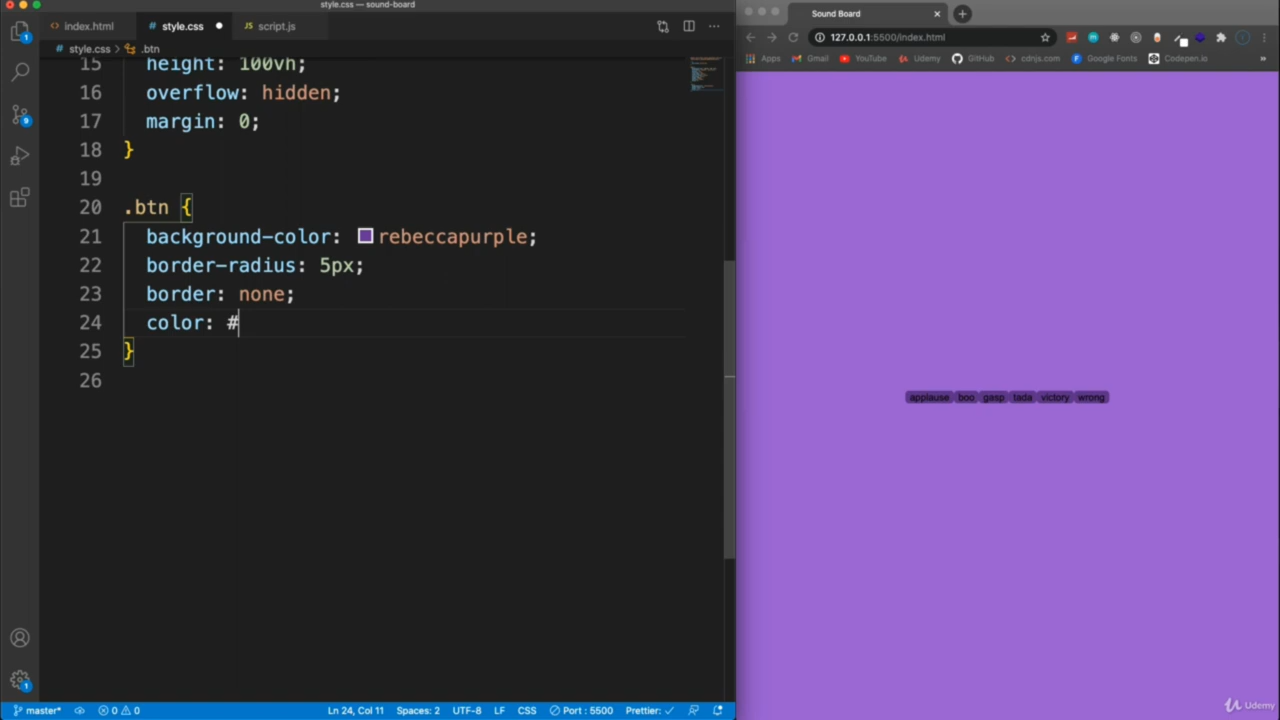 style.css — sound-board
index.html
style.css
script.js
style.css > .btn
15 height: 100vh;
16 overflow: hidden;
17 margin: 0;
18 }
19
20 .btn {
21 background-color: rebeccapurple;
22 border-radius: 5px;
23 border: none;
24 color: #
25 }
26
master*
0 0
Ln 24, Col 11
Spaces: 2
UTF-8
LF
CSS
Port : 5500
Prettier: ✓
1
9
1
Sound Board
127.0.0.1:5500/index.html
Apps
Gmail
YouTube
Udemy
GitHub
cdnjs.com
Google Fonts
Codepen.io
»
applause boo gasp tada victory wrong
Udemy